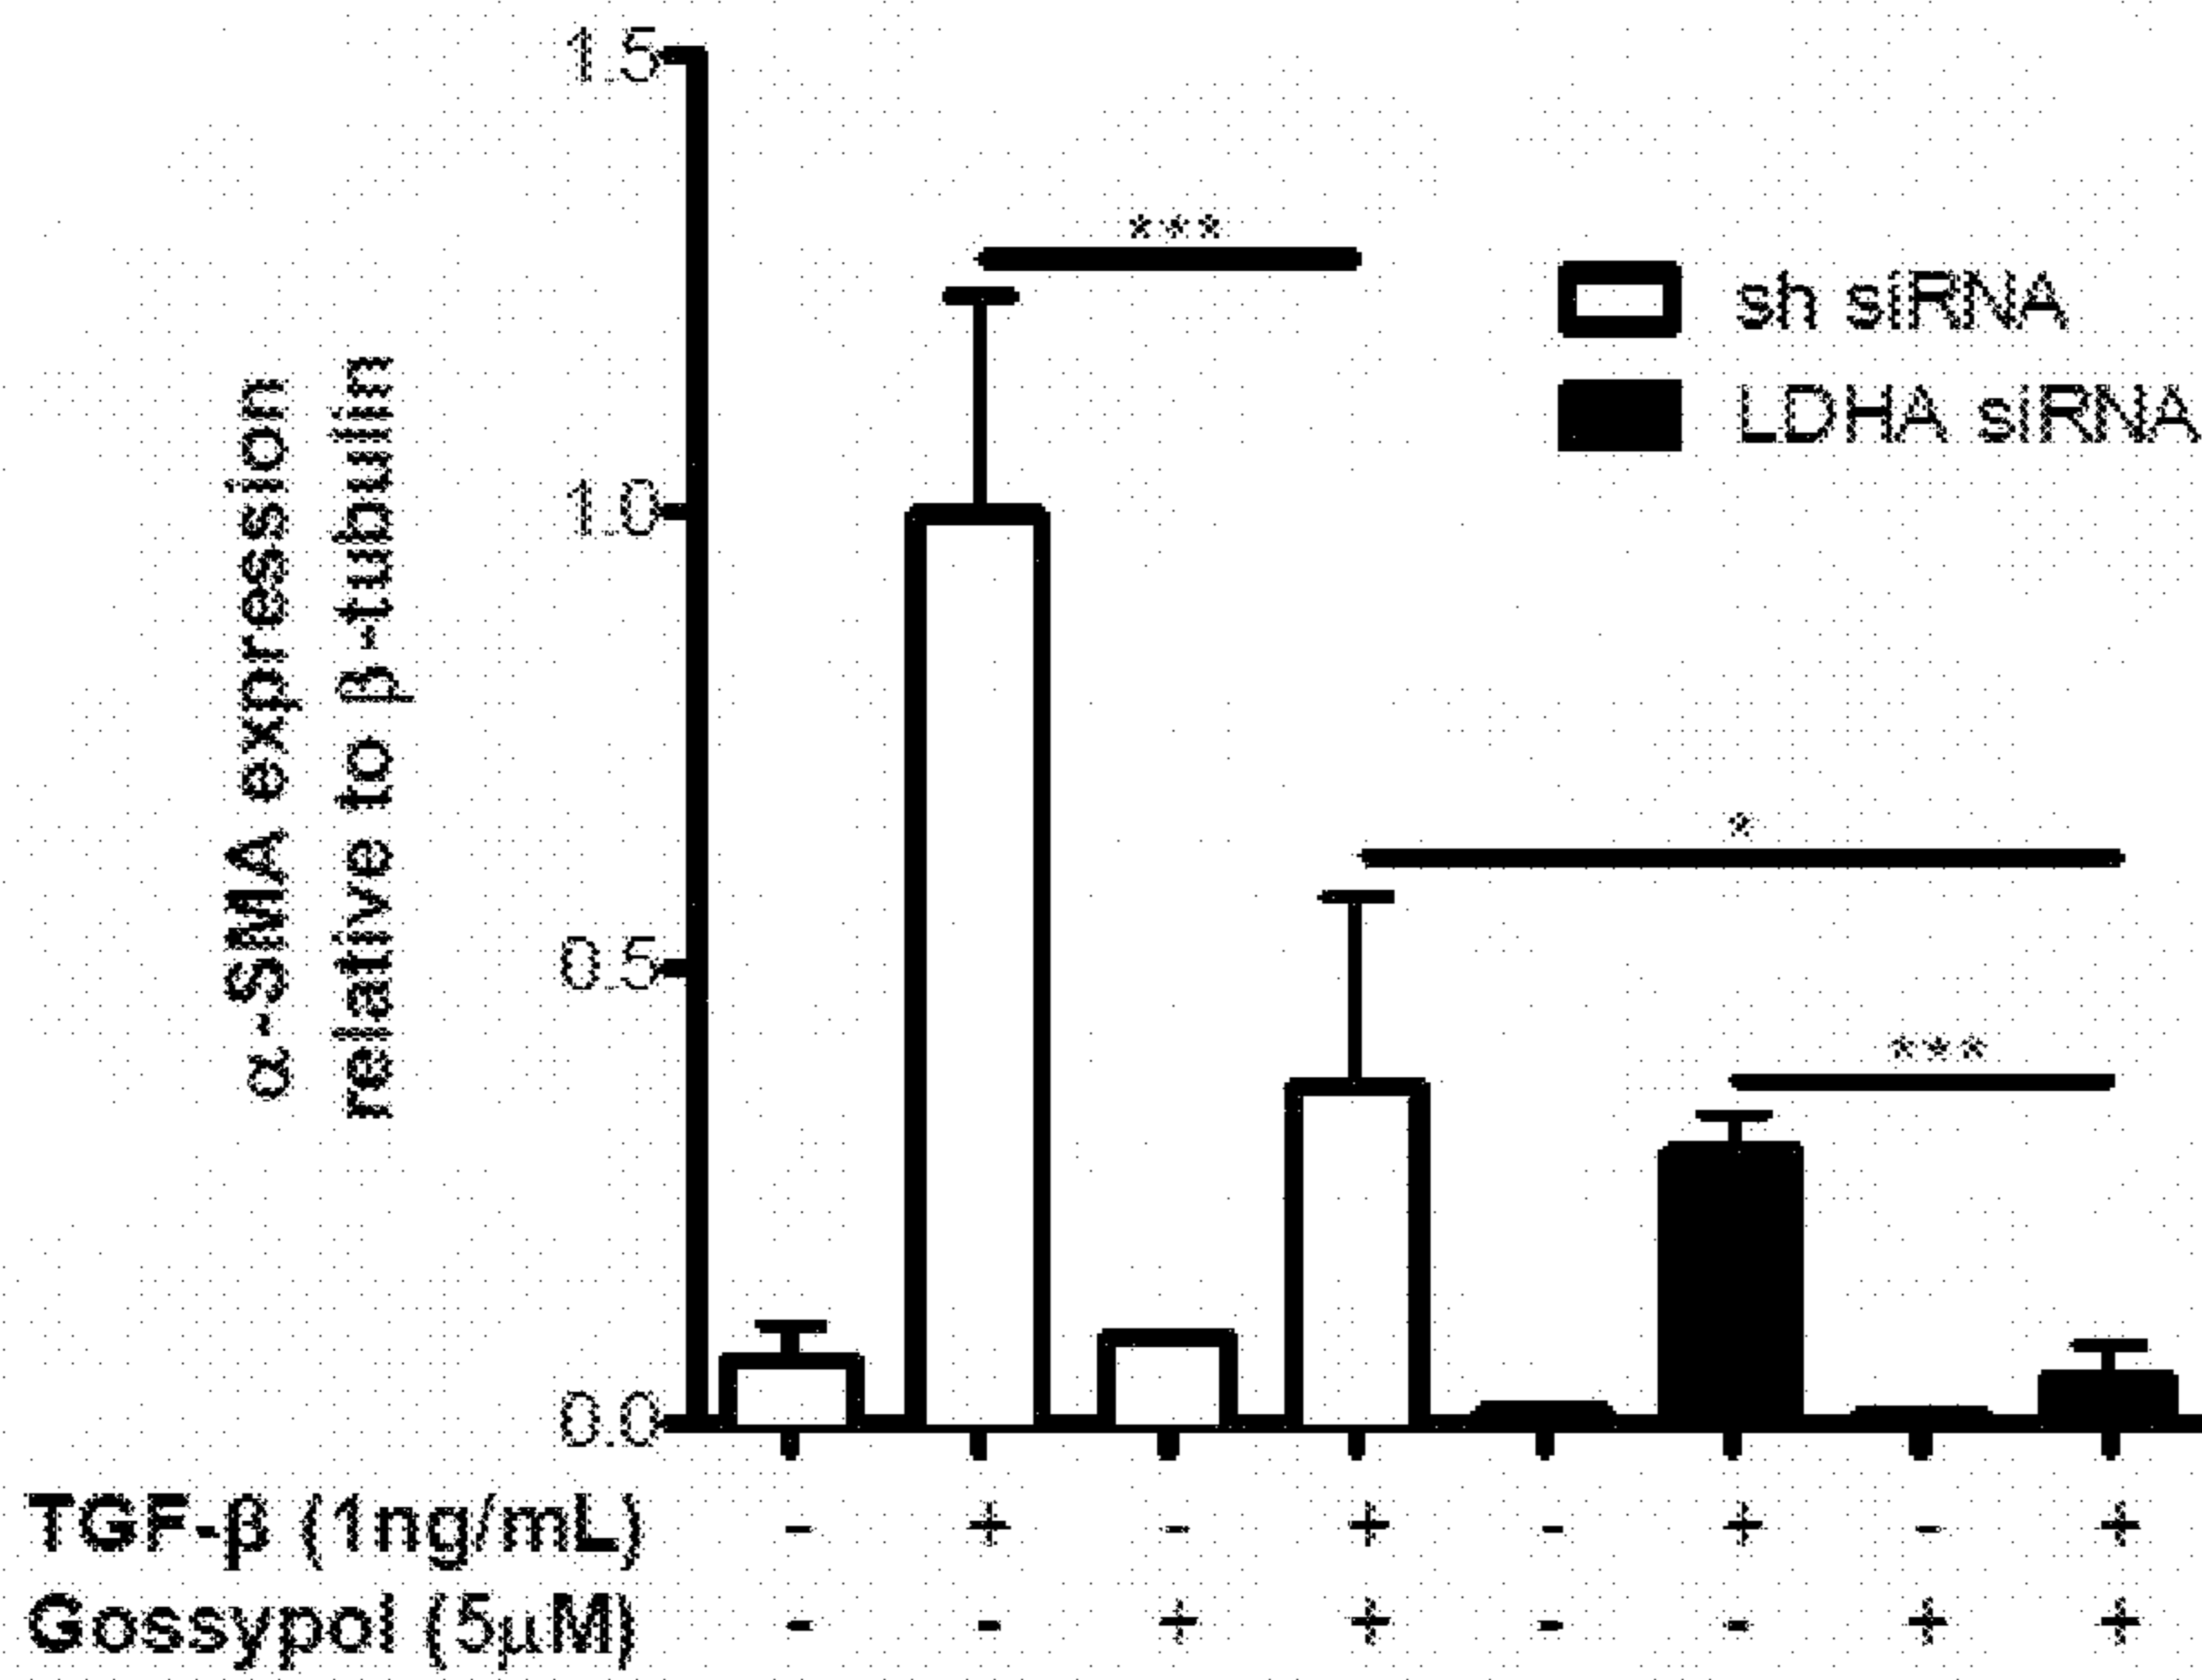 1.5
***
sh siRNA
LDHA siRNA
1.0
α-SMA expression
relative to β-tubulin
*
0.5
***
0.0
TGF-β (1ng/mL) - + - + - + - +
Gossypol (5μM) - - + + - - + +